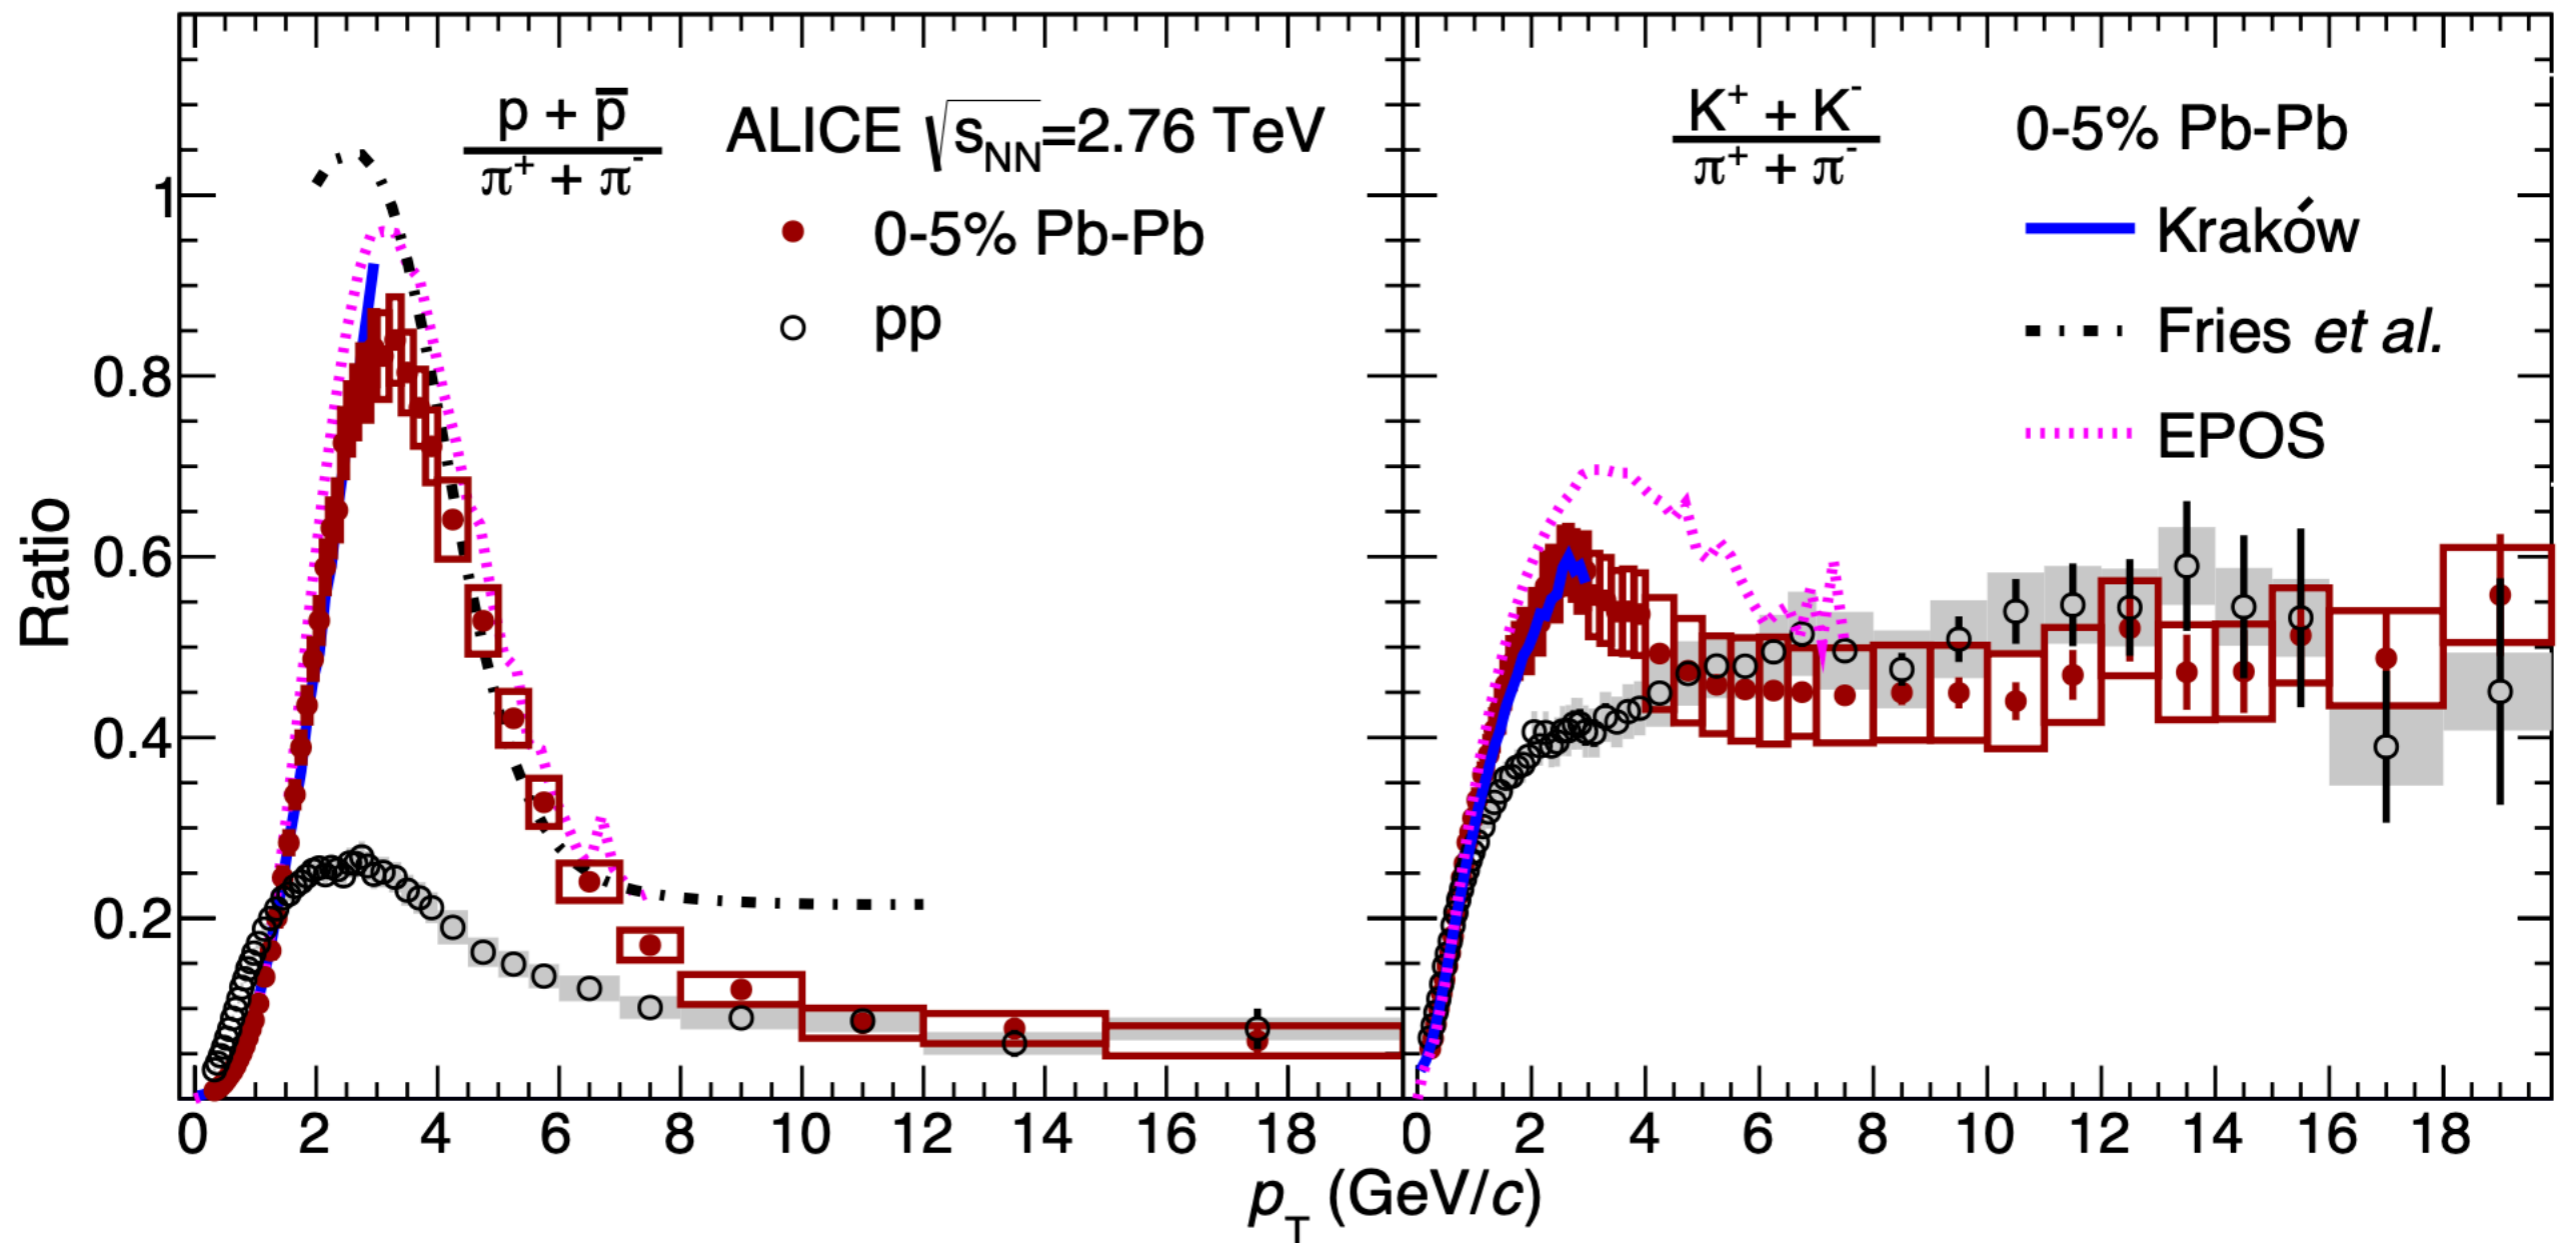 p + p̅
π⁺ + π⁻
ALICE √sNN=2.76 TeV
0-5% Pb-Pb
pp
K⁺ + K⁻
π⁺ + π⁻
0-5% Pb-Pb
Kraków
Fries et al.
EPOS
Ratio
1
0.8
0.6
0.4
0.2
0 2 4 6 8 10 12 14 16 18
0 2 4 6 8 10 12 14 16 18
pT (GeV/c)